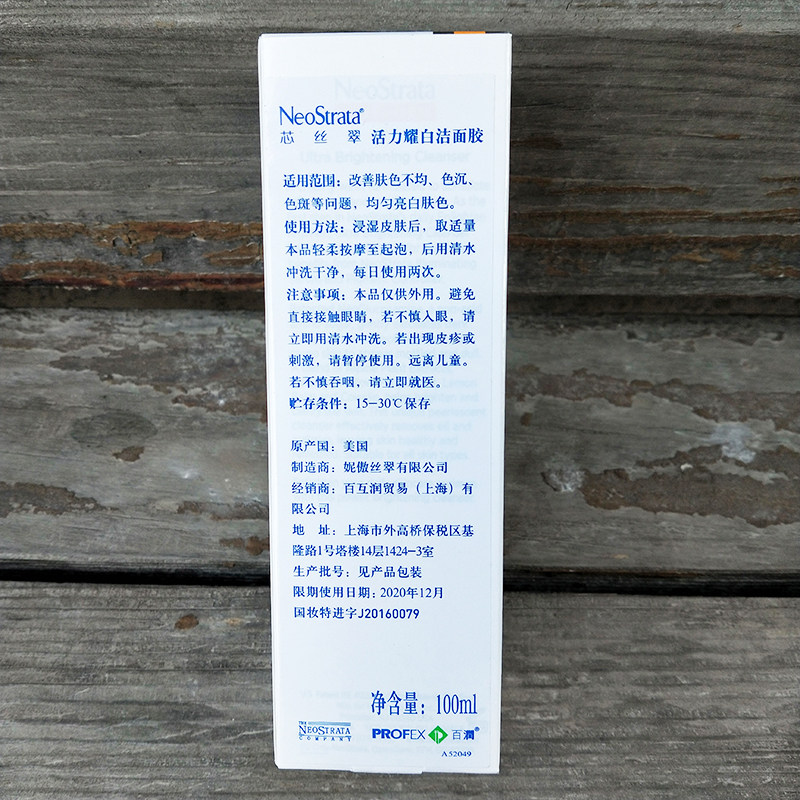 NeoStrata®
芯丝翠 活力耀白洁面胶
适用范围：改善肤色不均、色沉、
色斑等问题，均匀亮白肤色。
使用方法：浸湿皮肤后，取适量
本品轻柔按摩至起泡，后用清水
冲洗干净，每日使用两次。
注意事项：本品仅供外用。避免
直接接触眼睛，若不慎入眼，请
立即用清水冲洗。若出现皮疹或
刺激，请暂停使用。远离儿童。
若不慎吞咽，请立即就医。
贮存条件：15-30℃保存
原产国：美国
制造商：妮傲丝翠有限公司
经销商：百互润贸易（上海）有
限公司
地 址：上海市外高桥保税区基
隆路1号塔楼14层1424-3室
生产批号：见产品包装
限期使用日期：2020年12月
国妆特进字J20160079
净含量：100ml
THE
NEOSTRATA
COMPANY
PROFEX 百润®
A52049